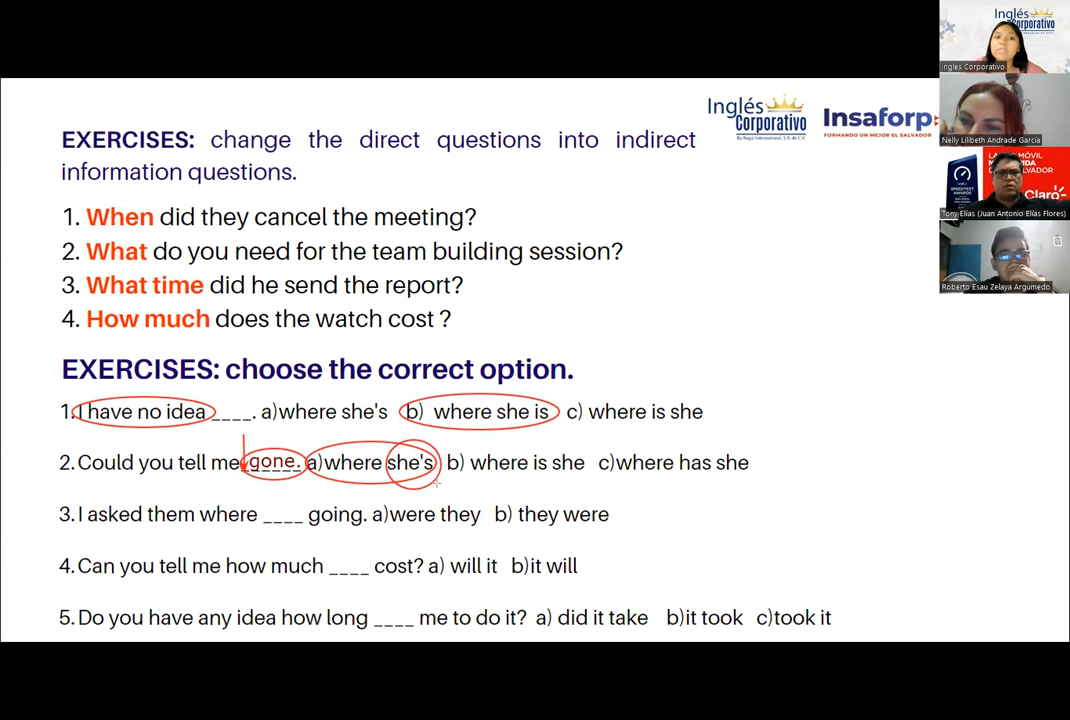 Inglés
Corporativo
Ingles Corporativo
Nelly Lilibeth Andrade García
Claro
Tony Elías (Juan Antonio Elías Flores)
Roberto Esau Zelaya Argumedo
Inglés
Corporativo
By Regal International, S.A. de C.V.
Insaforp
FORMANDO UN MEJOR EL SALVADOR
EXERCISES: change the direct questions into indirect
information questions.
1. When did they cancel the meeting?
2. What do you need for the team building session?
3. What time did he send the report?
4. How much does the watch cost ?
EXERCISES: choose the correct option.
1. I have no idea ____. a)where she's b) where she is c) where is she
2. Could you tell me _____ gone. a)where she's b) where is she c)where has she
3. I asked them where ____ going. a)were they b) they were
4. Can you tell me how much ____ cost? a) will it b)it will
5. Do you have any idea how long ____ me to do it? a) did it take b)it took c)took it